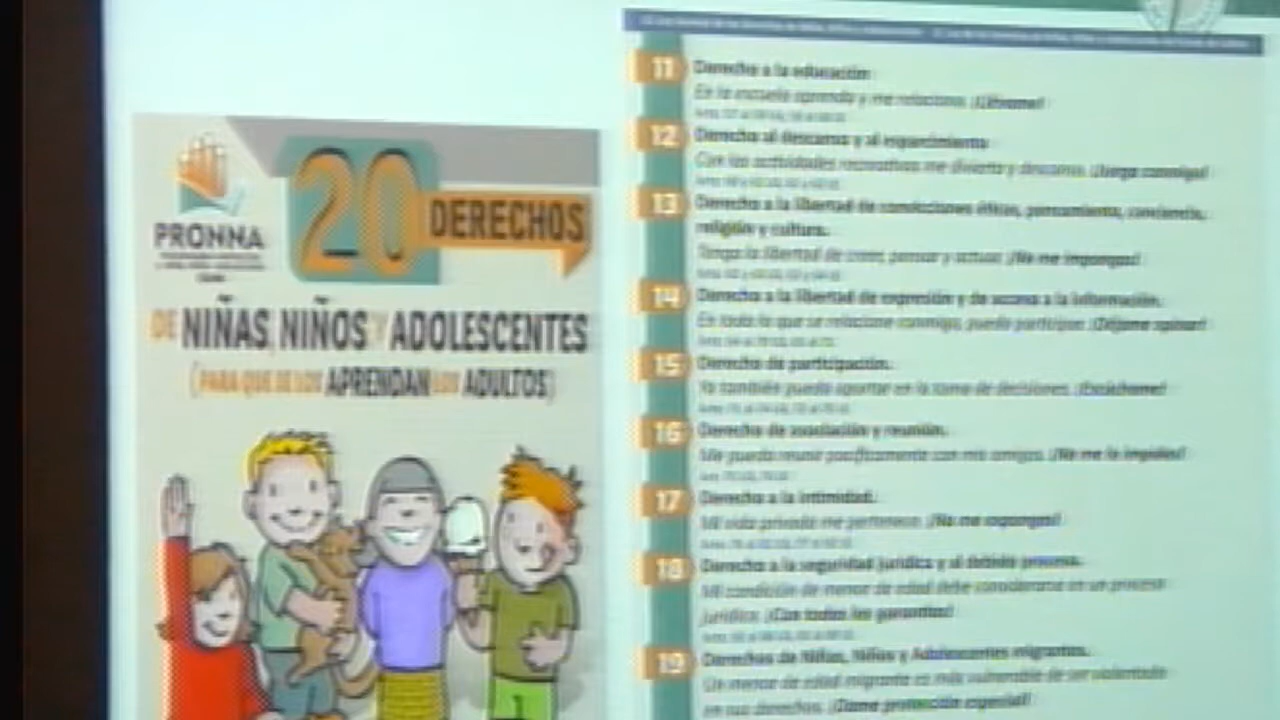 PRONNA
20
DERECHOS
DE NIÑAS, NIÑOS Y ADOLESCENTES
(PARA QUE SE LOS APRENDAN LOS ADULTOS)
11 Derecho a la educación
En la escuela aprendo y me relaciono. ¡Llévame!
12 Derecho al descanso y al esparcimiento
Con las actividades recreativas me divierto y descanso. ¡Juega conmigo!
13 Derecho a la libertad de convicciones éticas, pensamiento, conciencia,
religión y cultura.
Tengo la libertad de creer, pensar y actuar. ¡No me impongas!
14 Derecho a la libertad de expresión y de acceso a la información.
En todo lo que se relacione conmigo, puedo participar. ¡Déjame opinar!
15 Derecho de participación.
Yo también puedo aportar en la toma de decisiones. ¡Escúchame!
16 Derecho de asociación y reunión.
Me puedo reunir pacíficamente con mis amigos. ¡No me lo impidas!
17 Derecho a la intimidad.
Mi vida privada me pertenece. ¡No me expongas!
18 Derecho a la seguridad jurídica y al debido proceso.
Mi condición de menor de edad debe considerarse en un proceso
jurídico. ¡Con todas las garantías!
19 Derechos de Niñas, Niños y Adolescentes migrantes.
Un menor de edad migrante es más vulnerable de ser violentado
en sus derechos. ¡Dame protección especial!